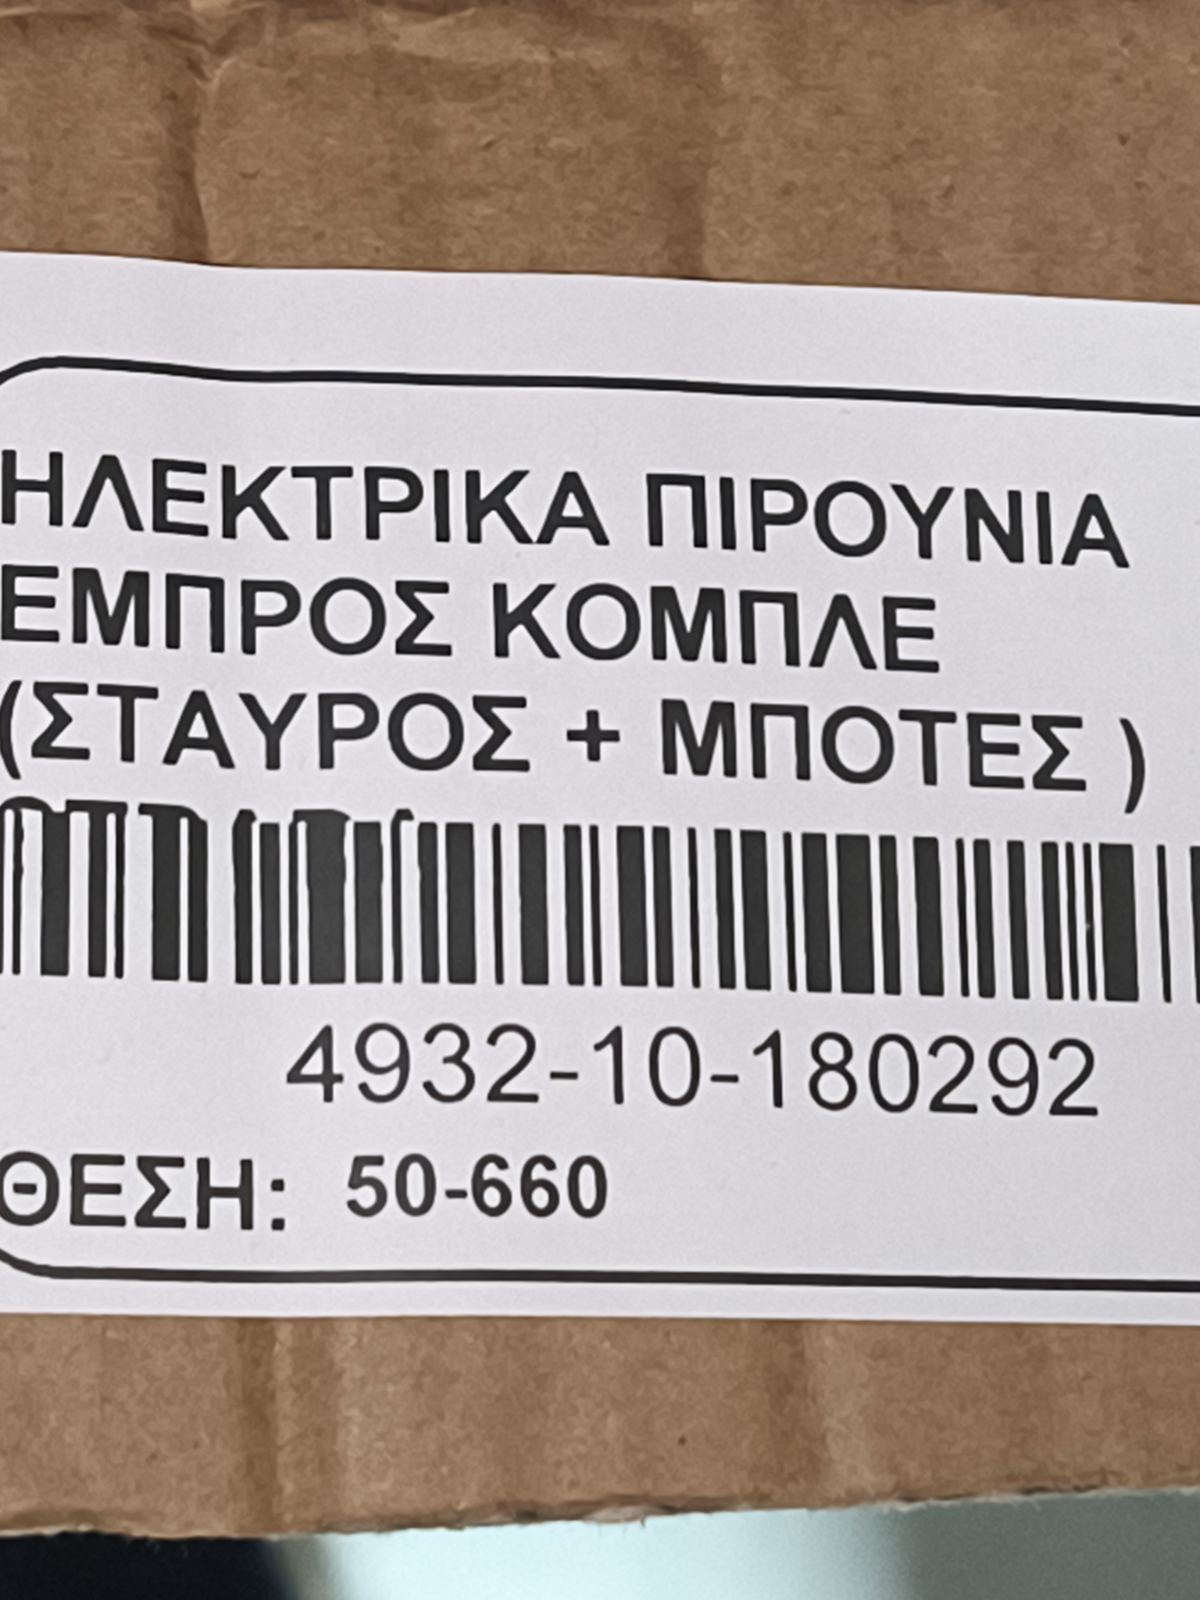 ΗΛΕΚΤΡΙΚΑ ΠΙΡΟΥΝΙΑ
ΕΜΠΡΟΣ ΚΟΜΠΛΕ
(ΣΤΑΥΡΟΣ + ΜΠΟΤΕΣ )
4932-10-180292
ΘΕΣΗ: 50-660